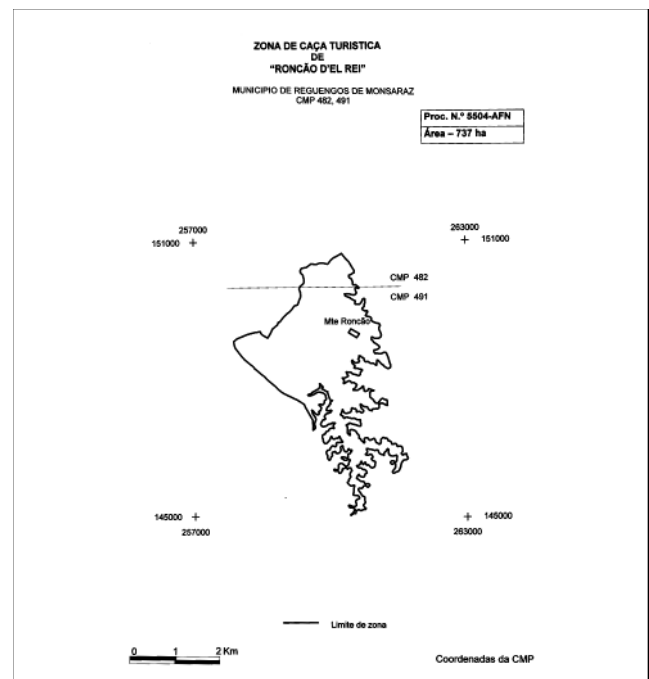 ZONA DE CAÇA TURISTICA
DE
"RONCÃO D'EL REI"
MUNICIPIO DE REGUENGOS DE MONSARAZ
CMP 482, 491
Proc. N.º 5504-AFN
Área – 737 ha
257000
151000
263000
151000
CMP 482
CMP 491
Mte Roncão
145000
257000
145000
263000
Limite de zona
0 1 2 Km
Coordenadas da CMP